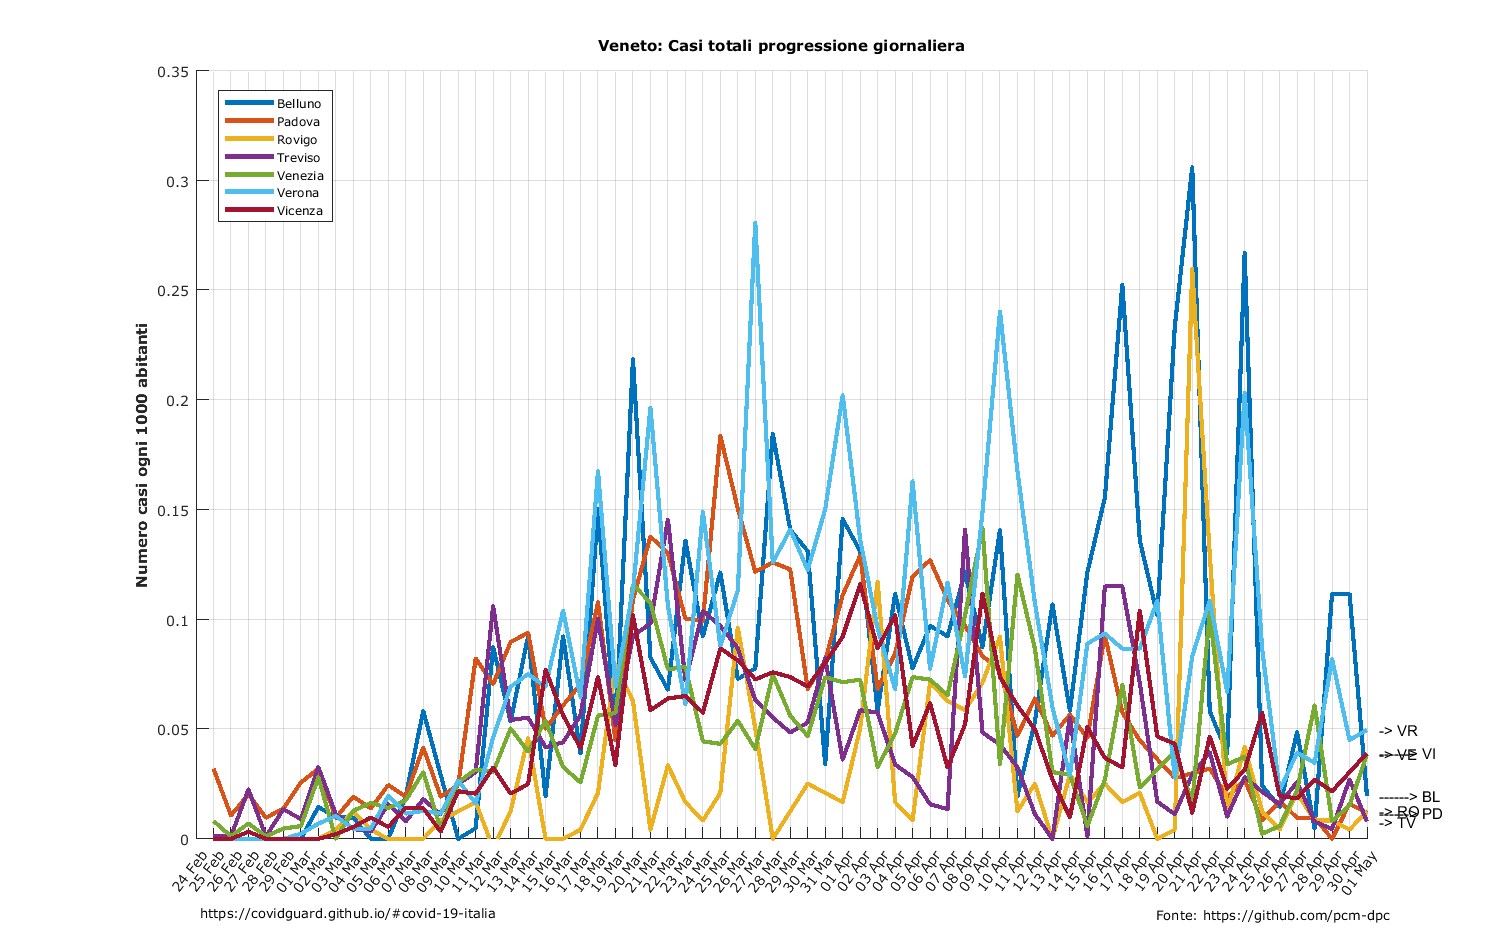 Veneto: Casi totali progressione giornaliera
Numero casi ogni 1000 abitanti
0.35
0.3
0.25
0.2
0.15
0.1
0.05
0
Belluno
Padova
Rovigo
Treviso
Venezia
Verona
Vicenza
-> VR
-> VE
----> VI
------> BL
-> RO
----> PD
-> TV
24 Feb
25 Feb
26 Feb
27 Feb
28 Feb
29 Feb
01 Mar
02 Mar
03 Mar
04 Mar
05 Mar
06 Mar
07 Mar
08 Mar
09 Mar
10 Mar
11 Mar
12 Mar
13 Mar
14 Mar
15 Mar
16 Mar
17 Mar
18 Mar
19 Mar
20 Mar
21 Mar
22 Mar
23 Mar
24 Mar
25 Mar
26 Mar
27 Mar
28 Mar
29 Mar
30 Mar
31 Mar
01 Apr
02 Apr
03 Apr
04 Apr
05 Apr
06 Apr
07 Apr
08 Apr
09 Apr
10 Apr
11 Apr
12 Apr
13 Apr
14 Apr
15 Apr
16 Apr
17 Apr
18 Apr
19 Apr
20 Apr
21 Apr
22 Apr
23 Apr
24 Apr
25 Apr
26 Apr
27 Apr
28 Apr
29 Apr
30 Apr
01 May
https://covidguard.github.io/#covid-19-italia
Fonte: https://github.com/pcm-dpc